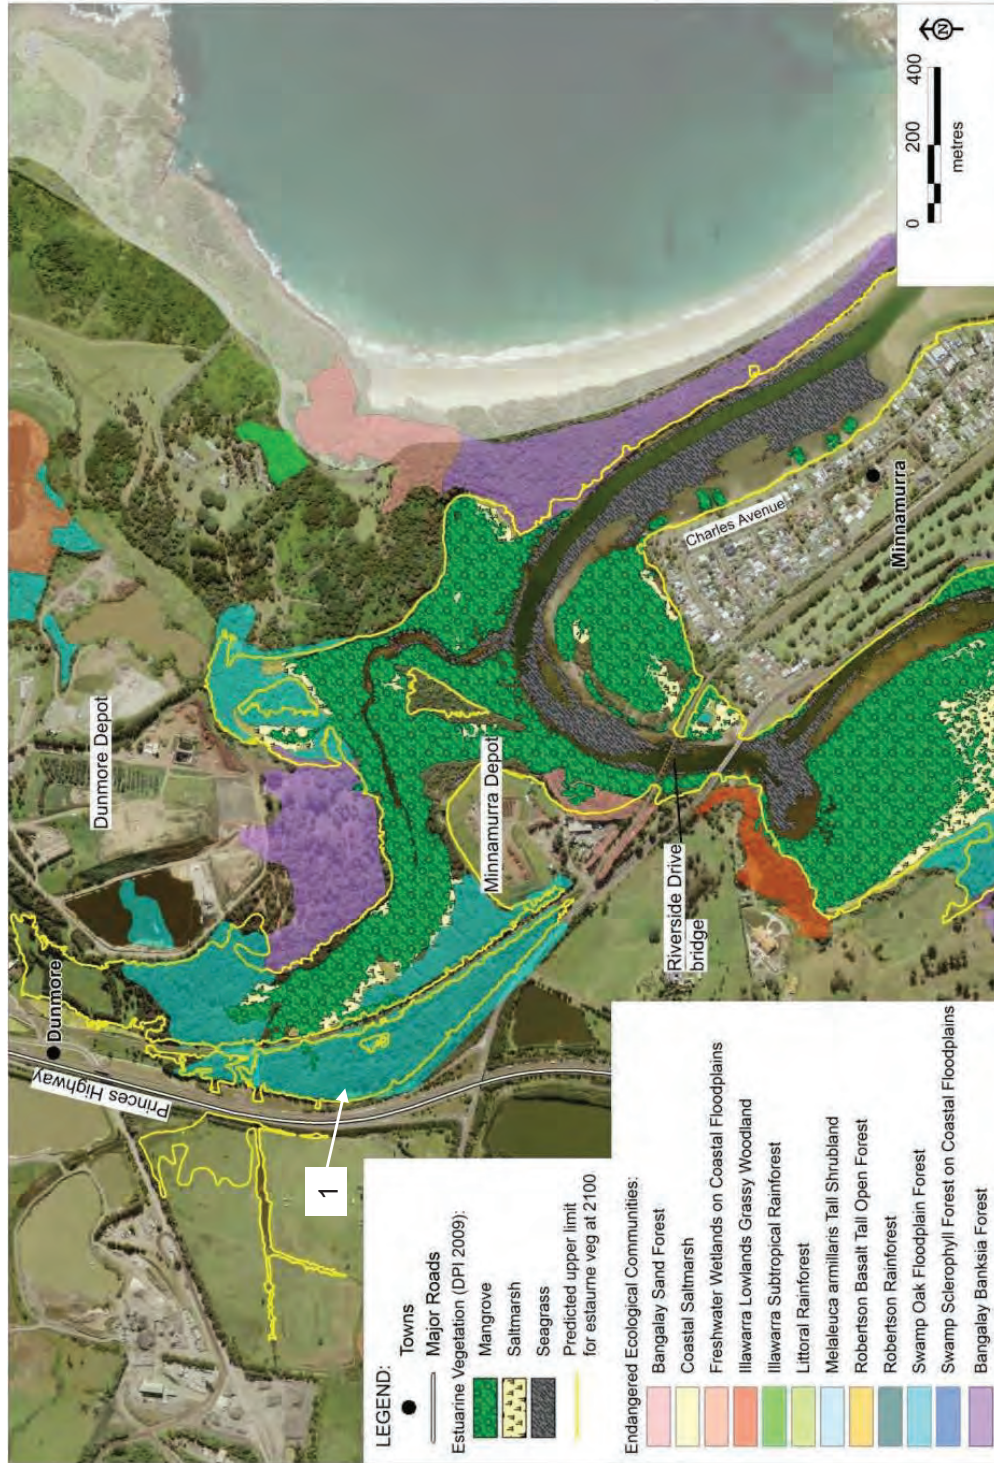 Dunmore Depot
Dunmore
Princes Highway
Minnamurra Depot
Charles Avenue
Minnamurra
Riverside Drive
bridge
1
LEGEND:
Towns
Major Roads
Estuarine Vegetation (DPI 2009):
Mangrove
Saltmarsh
Seagrass
Predicted upper limit
for estaurne veg at 2100
Endangered Ecological Communities:
Bangalay Sand Forest
Coastal Saltmarsh
Freshwater Wetlands on Coastal Floodplains
Illawarra Lowlands Grassy Woodland
Illawarra Subtropical Rainforest
Littoral Rainforest
Melaleuca armillaris Tall Shrubland
Robertson Basalt Tall Open Forest
Robertson Rainforest
Swamp Oak Floodplain Forest
Swamp Sclerophyll Forest on Coastal Floodplains
Bangalay Banksia Forest
0 200 400
metres
N